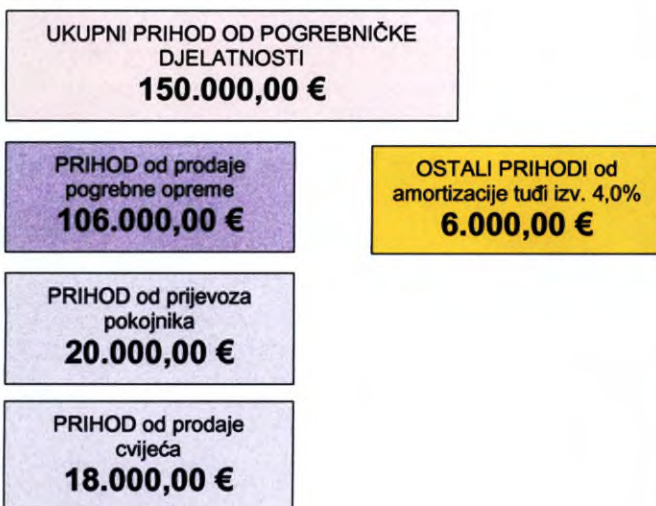 UKUPNI PRIHOD OD POGREBNIČKE
DJELATNOSTI
150.000,00 €
PRIHOD od prodaje
pogrebne opreme
106.000,00 €
OSTALI PRIHODI od
amortizacije tuđi izv. 4,0%
6.000,00 €
PRIHOD od prijevoza
pokojnika
20.000,00 €
PRIHOD od prodaje
cvijeća
18.000,00 €